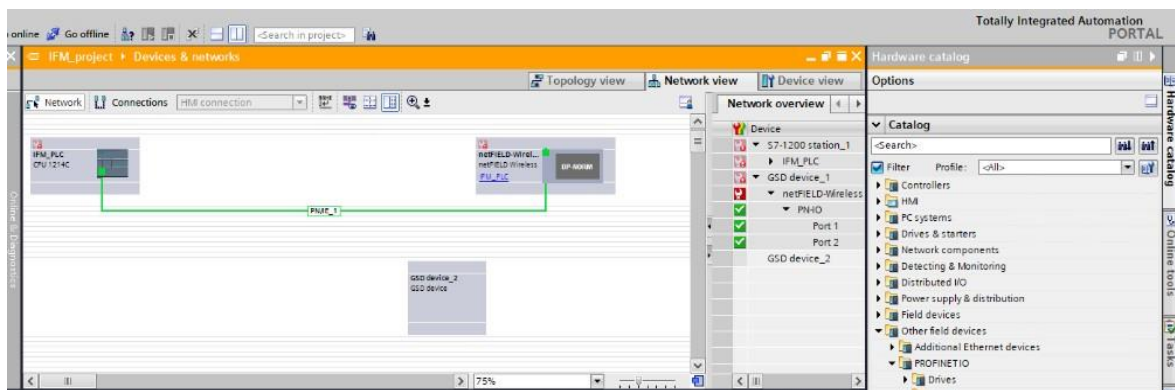 Totally Integrated Automation
PORTAL
online Go offline <Search in project>
IFM_project Devices & networks
Hardware catalog
Topology view Network view Device view
Options
Network Connections HMI connection
Network overview
Device
S7-1200 station_1
IFM_PLC
GSD device_1
netFIELD-Wireless
PN-IO
Port 1
Port 2
GSD device_2
IFM_PLC
CPU 1214C
netFIELD-Wirel...
netFIELD Wireless
IFM_PLC
DP-NORM
PN/IE_1
GSD device_2
GSD device
75%
Catalog
<Search>
Filter Profile: <All>
Controllers
HMI
PC systems
Drives & starters
Network components
Detecting & Monitoring
Distributed I/O
Power supply & distribution
Field devices
Other field devices
Additional Ethernet devices
PROFINET IO
Drives
Hardware catalog
Online tools
Tasks
Online & Diagnostics